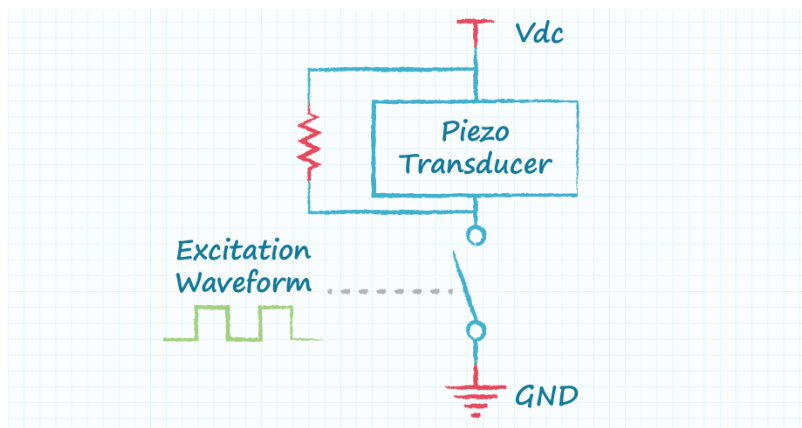 Vdc
Piezo
Transducer
Excitation
Waveform
GND